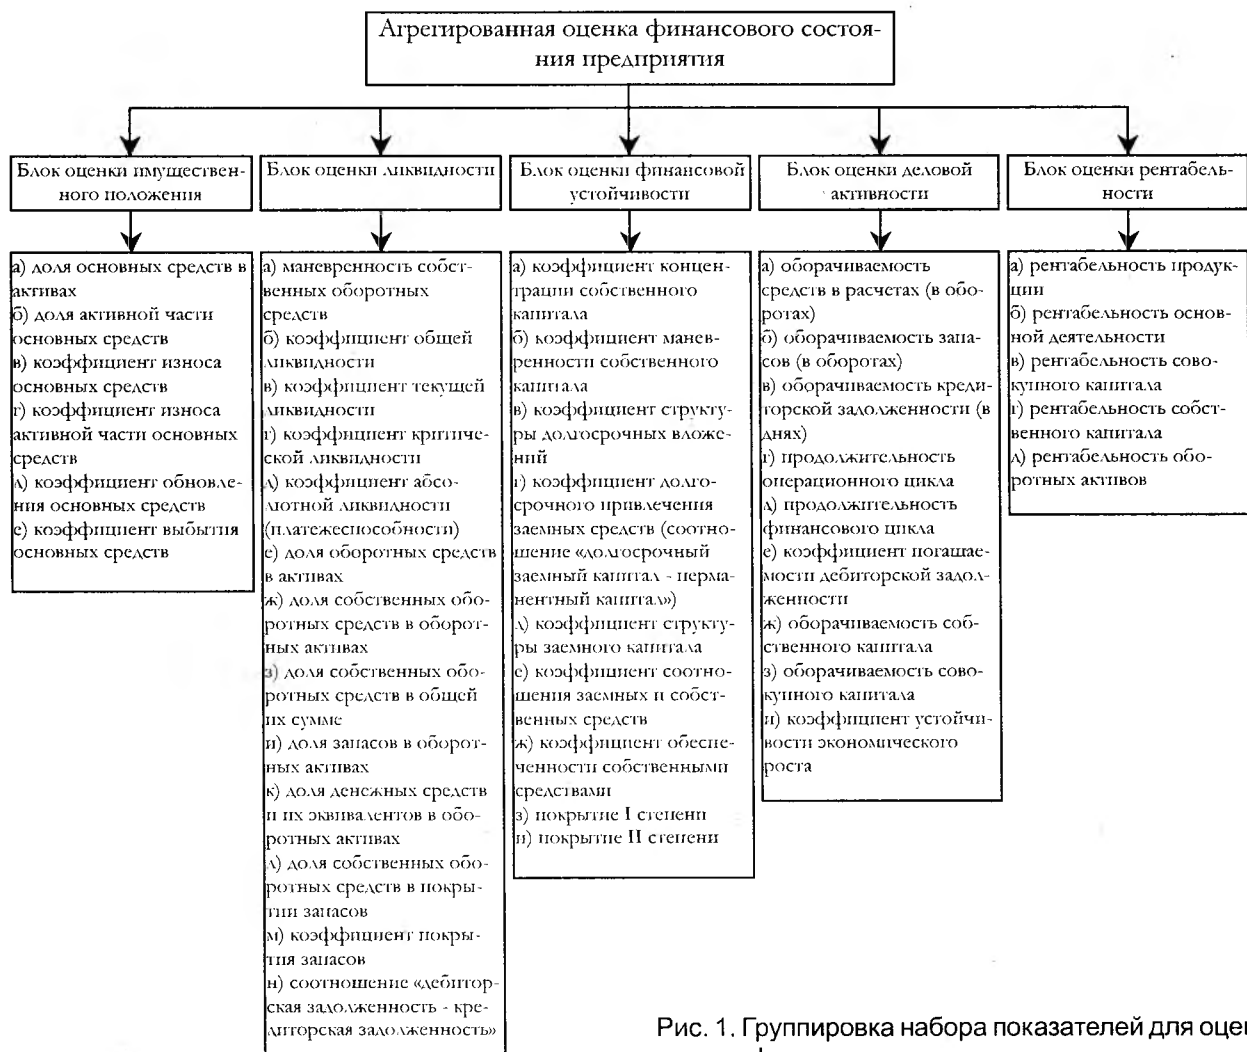 Агрегированная оценка финансового состоя-
ния предприятия
Блок оценки имуществен-
ного положения
Блок оценки ликвидности
Блок оценки финансовой
устойчивости
Блок оценки деловой
активности
Блок оценки рентабель-
ности
а) доля основных средств в
активах
б) доля активной части
основных средств
в) коэффициент износа
основных средств
г) коэффициент износа
активной части основных
средств
д) коэффициент обновле-
ния основных средств
е) коэффициент выбытия
основных средств
а) маневренность собст-
венных оборотных
средств
б) коэффициент общей
ликвидности
в) коэффициент текущей
ликвидности
г) коэффициент критиче-
ской ликвидности
д) коэффициент абсо-
лютной ликвидности
(платежеспособности)
е) доля оборотных средств
в активах
ж) доля собственных обо-
ротных средств в оборот-
ных активах
з) доля собственных обо-
ротных средств в общей
их сумме
и) доля запасов в оборот-
ных активах
к) доля денежных средств
и их эквивалентов в обо-
ротных активах
л) доля собственных обо-
ротных средств в покры-
тии запасов
м) коэффициент покры-
тия запасов
н) соотношение «дебитор-
ская задолженность - кре-
диторская задолженность»
а) коэффициент концен-
трации собственного
капитала
б) коэффициент манев-
ренности собственного
капитала
в) коэффициент структу-
ры долгосрочных вложе-
ний
г) коэффициент долго-
срочного привлечения
заемных средств (соотно-
шение «долгосрочный
заемный капитал - перма-
нентный капитал»)
д) коэффициент структу-
ры заемного капитала
е) коэффициент соотно-
шения заемных и собст-
венных средств
ж) коэффициент обеспе-
ченности собственными
средствами
з) покрытие I степени
и) покрытие II степени
а) оборачиваемость
средств в расчетах (в обо-
ротах)
б) оборачиваемость запа-
сов (в оборотах)
в) оборачиваемость креди-
торской задолженности (в
днях)
г) продолжительность
операционного цикла
д) продолжительность
финансового цикла
е) коэффициент погашае-
мости дебиторской задол-
женности
ж) оборачиваемость соб-
ственного капитала
з) оборачиваемость сово-
купного капитала
и) коэффициент устойчи-
вости экономического
роста
а) рентабельность продук-
ции
б) рентабельность основ-
ной деятельности
в) рентабельность сово-
купного капитала
г) рентабельность собст-
венного капитала
д) рентабельность обо-
ротных активов
Рис. 1. Группировка набора показателей для оцен